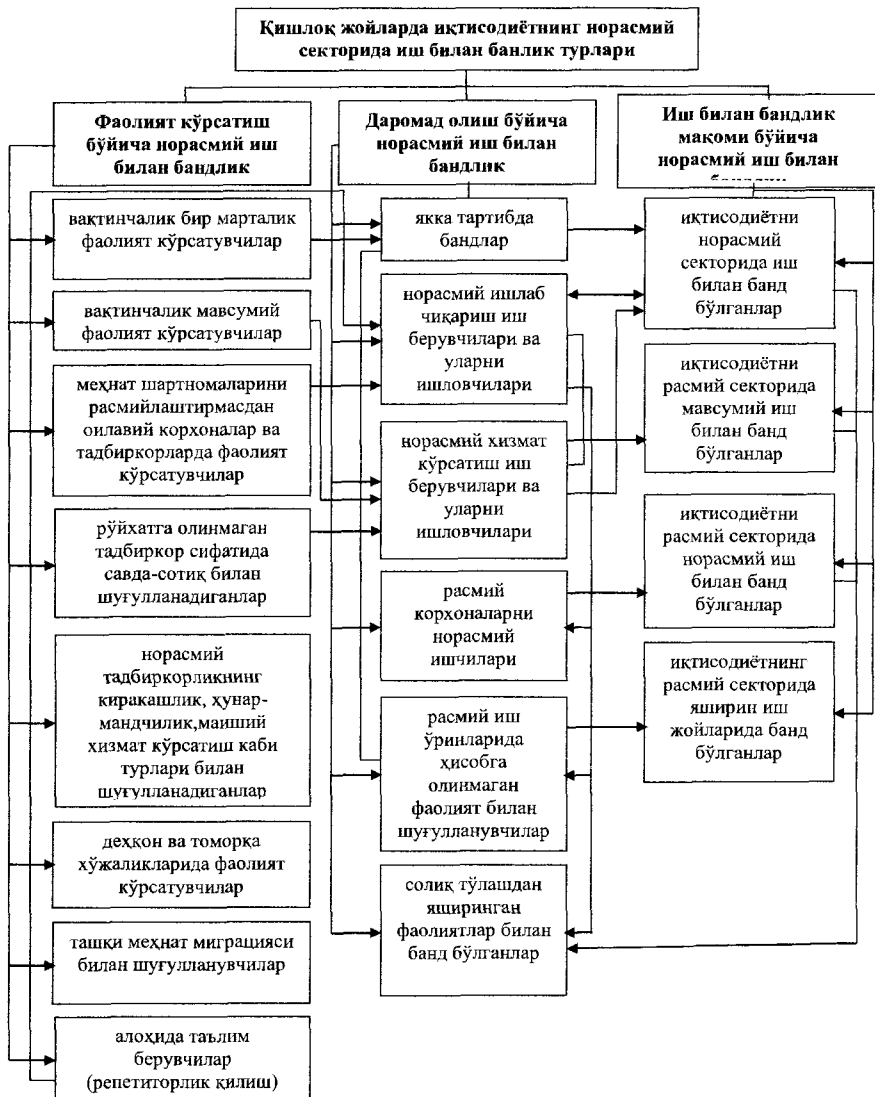 Қишлоқ жойларда иқтисодиётнинг норасмий
секторида иш билан банлик турлари
Фаолият кўрсатиш
бўйича норасмий иш
билан бандлик
вақтинчалик бир марталик
фаолият кўрсатувчилар
вақтинчалик мавсумий
фаолият кўрсатувчилар
меҳнат шартномаларини
расмийлаштирмасдан
оилавий корхоналар ва
тадбиркорларда фаолият
кўрсатувчилар
рўйхатга олинмаган
тадбиркор сифатида
савда-сотиқ билан
шуғулланадиганлар
норасмий
тадбиркорликнинг
киракашлик, ҳунар-
мандчилик,маиший
хизмат кўрсатиш каби
турлари билан
шуғулланадиганлар
деҳқон ва томорқа
хўжаликларида фаолият
кўрсатувчилар
ташқи меҳнат миграцияси
билан шуғулланувчилар
алоҳида таълим
берувчилар
(репетиторлик қилиш)
Даромад олиш бўйича
норасмий иш билан
бандлик
якка тартибда
бандлар
норасмий ишлаб
чиқариш иш
берувчилари ва
уларни
ишловчилари
норасмий хизмат
кўрсатиш иш
берувчилари ва
уларни
ишловчилари
расмий
корхоналарни
норасмий
ишчилари
расмий иш
ўринларида
ҳисобга
олинмаган
фаолият билан
шуғулланувчилар
солиқ тўлашдан
яширинган
фаолиятлар билан
банд бўлганлар
Иш билан бандлик
мақоми бўйича
норасмий иш билан
иқтисодиётни
норасмий
секторида иш
билан банд
бўлганлар
иқтисодиётни
расмий секторида
мавсумий иш
билан банд
бўлганлар
иқтисодиётни
расмий секторида
норасмий иш
билан банд
бўлганлар
иқтисодиётнинг
расмий секторида
яширин иш
жойларида банд
бўлганлар